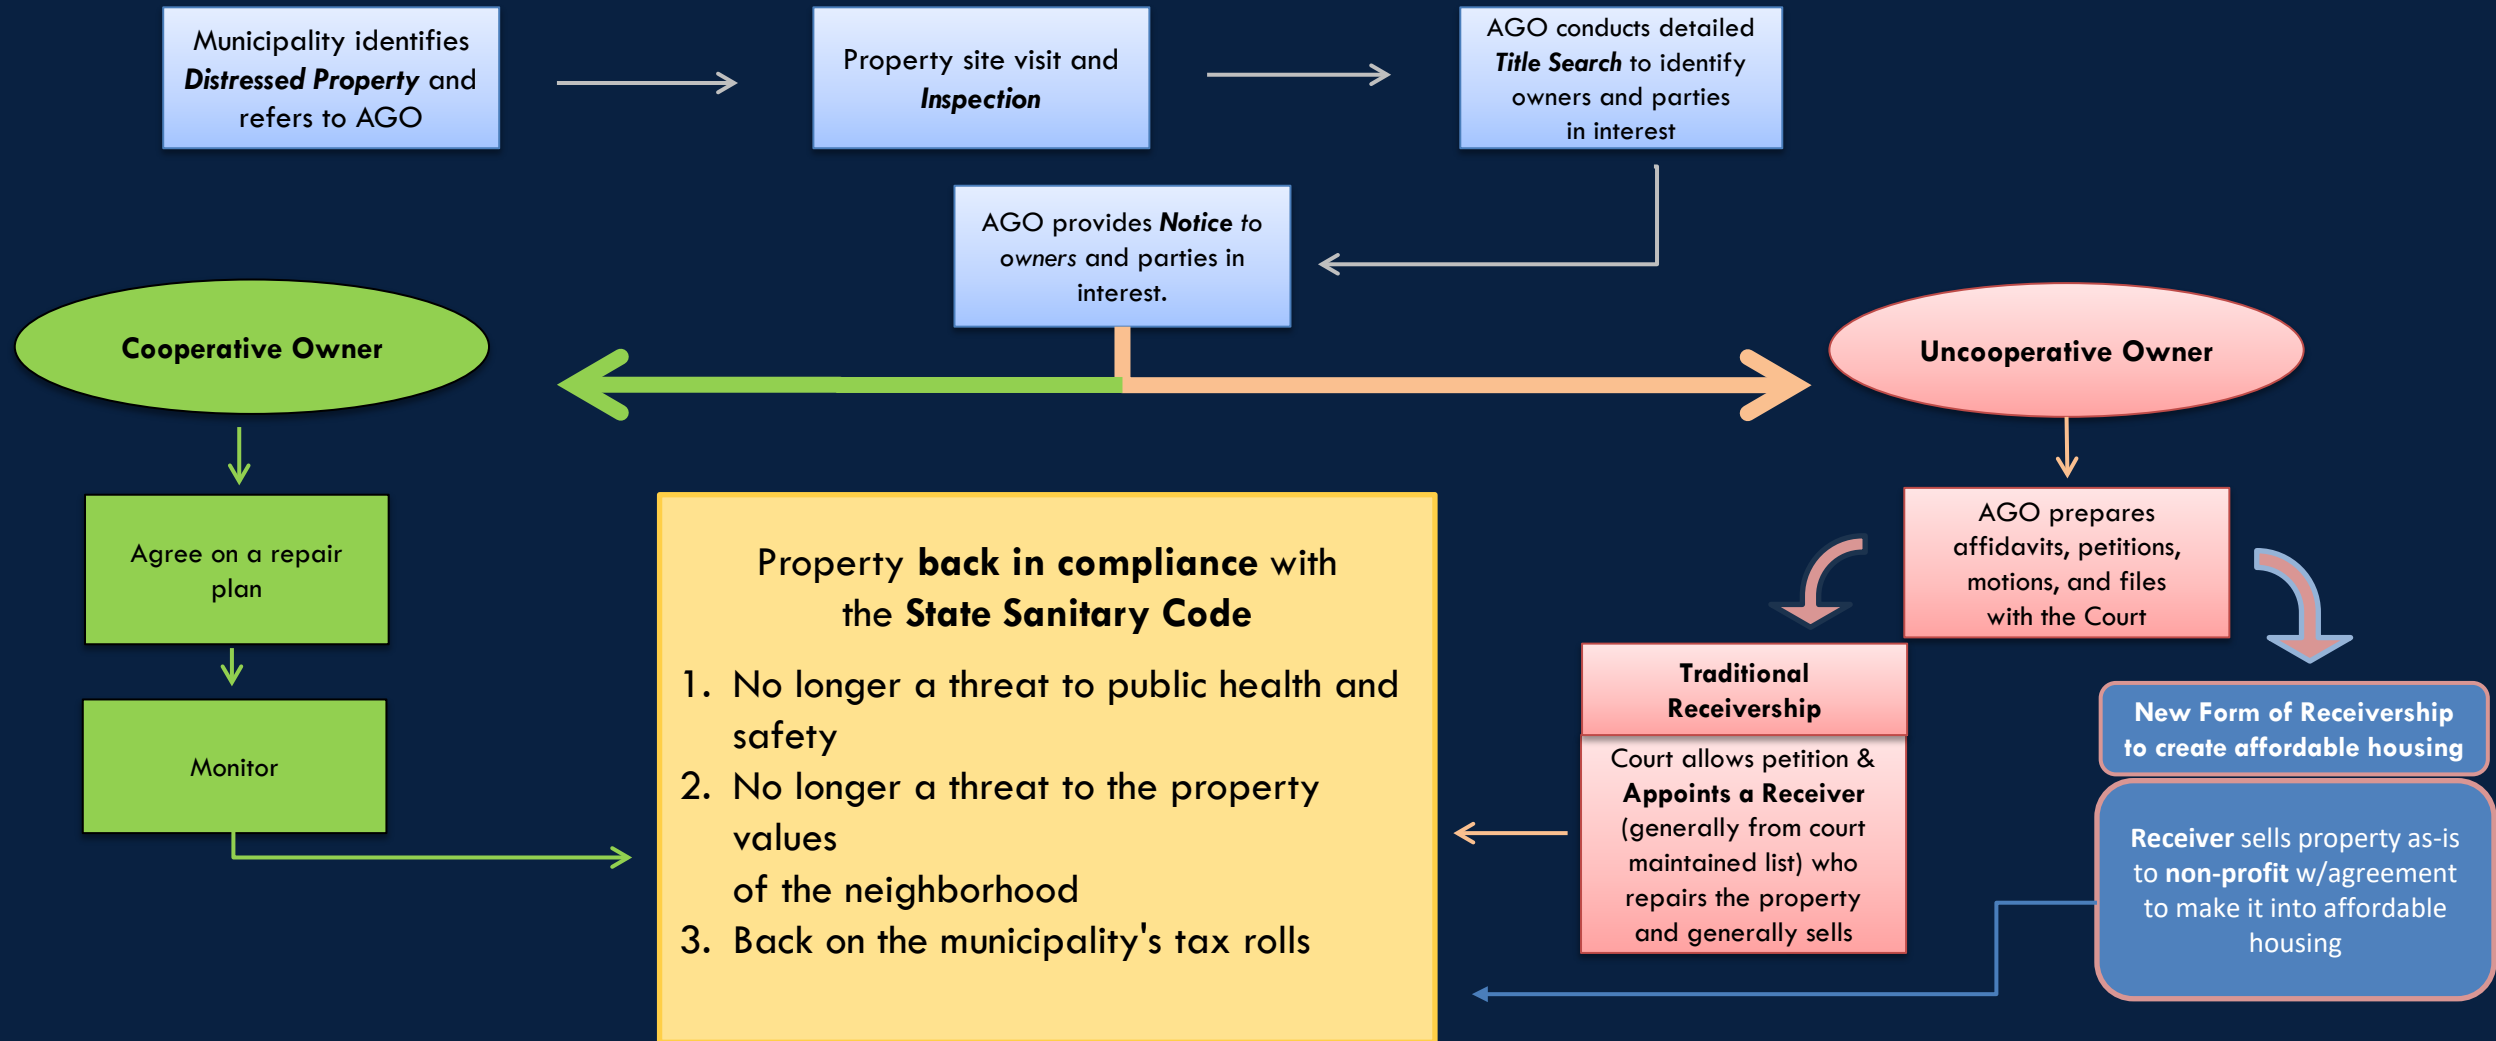 Municipality identifies
Distressed Property and
refers to AGO
Property site visit and
Inspection
AGO conducts detailed
Title Search to identify
owners and parties
in interest
AGO provides Notice to
owners and parties in
interest.
Cooperative Owner
Uncooperative Owner
Agree on a repair
plan
Monitor
Property back in compliance with
the State Sanitary Code
1. No longer a threat to public health and
safety
2. No longer a threat to the property
values
of the neighborhood
3. Back on the municipality's tax rolls
AGO prepares
affidavits, petitions,
motions, and files
with the Court
Traditional
Receivership
Court allows petition &
Appoints a Receiver
(generally from court
maintained list) who
repairs the property
and generally sells
New Form of Receivership
to create affordable housing
Receiver sells property as-is
to non-profit w/agreement
to make it into affordable
housing